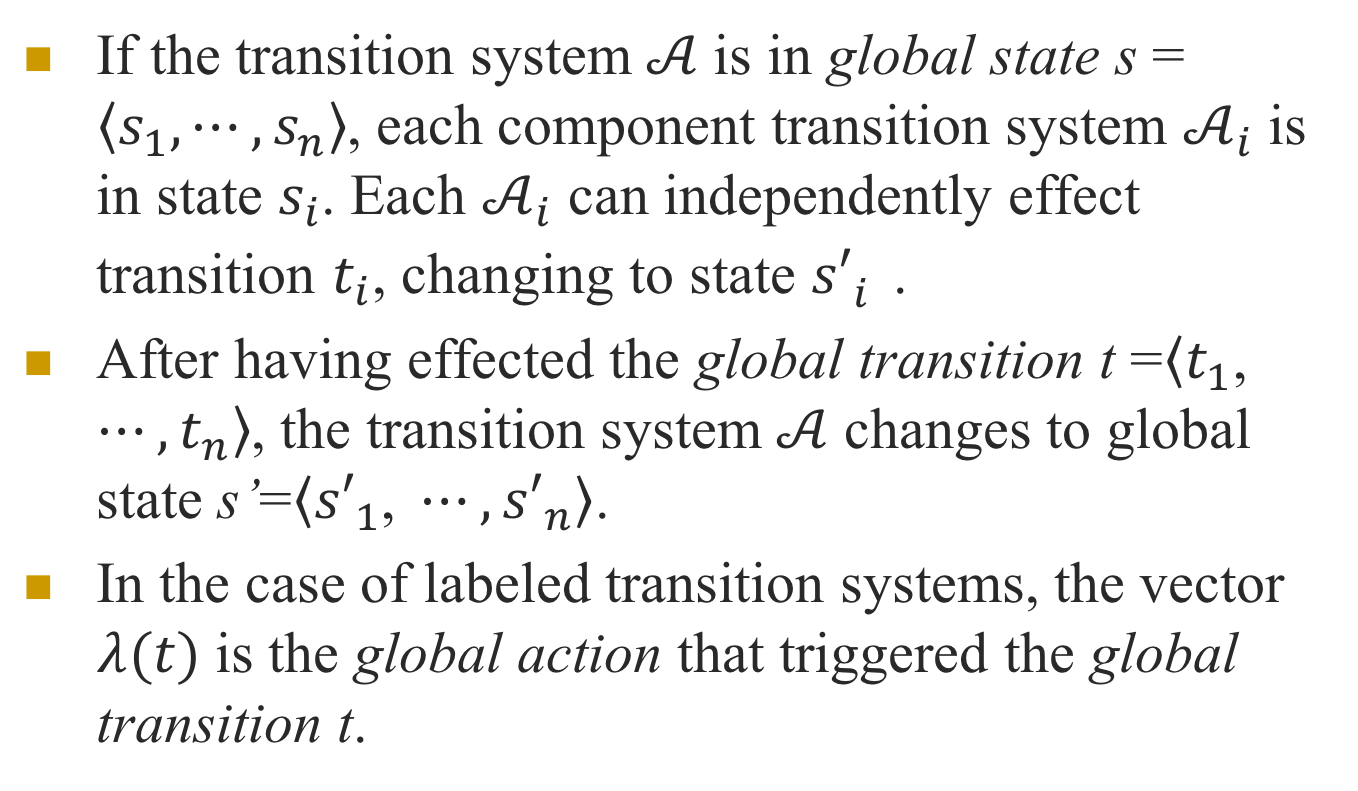 ■ If the transition system 𝒜 is in global state s =
⟨s₁, ⋯ , sₙ⟩, each component transition system 𝒜ᵢ is
in state sᵢ. Each 𝒜ᵢ can independently effect
transition tᵢ, changing to state s′ᵢ .
■ After having effected the global transition t =⟨t₁,
⋯ , tₙ⟩, the transition system 𝒜 changes to global
state s’=⟨s′₁, ⋯ , s′ₙ⟩.
■ In the case of labeled transition systems, the vector
λ(t) is the global action that triggered the global
transition t.